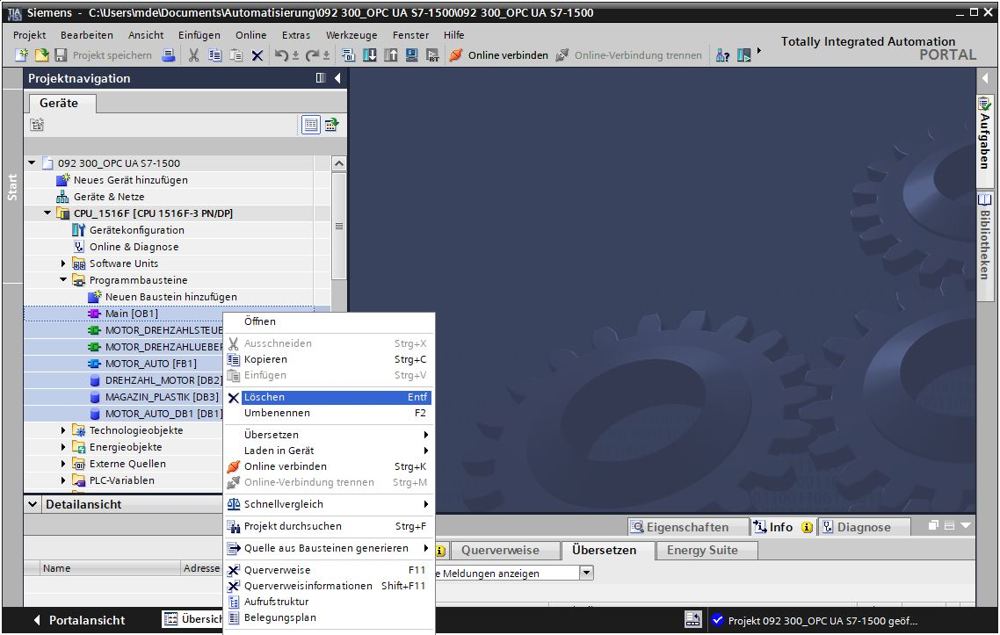 Siemens - C:\Users\mde\Documents\Automatisierung\092 300_OPC UA S7-1500\092 300_OPC UA S7-1500
Projekt Bearbeiten Ansicht Einfügen Online Extras Werkzeuge Fenster Hilfe
Totally Integrated Automation
PORTAL
Projekt speichern Online verbinden Online-Verbindung trennen
Projektnavigation
Geräte
Start
092 300_OPC UA S7-1500
Neues Gerät hinzufügen
Geräte & Netze
CPU_1516F [CPU 1516F-3 PN/DP]
Gerätekonfiguration
Online & Diagnose
Software Units
Programmbausteine
Neuen Baustein hinzufügen
Main [OB1]
MOTOR_DREHZAHLSTEUE
MOTOR_DREHZAHLUEBER
MOTOR_AUTO [FB1]
DREHZAHL_MOTOR [DB2]
MAGAZIN_PLASTIK [DB3]
MOTOR_AUTO_DB1 [DB1]
Technologieobjekte
Energieobjekte
Externe Quellen
PLC-Variablen
Detailansicht
Name Adresse
Öffnen
Ausschneiden Strg+X
Kopieren Strg+C
Einfügen Strg+V
Löschen Entf
Umbenennen F2
Übersetzen
Laden in Gerät
Online verbinden Strg+K
Online-Verbindung trennen Strg+M
Schnellvergleich
Projekt durchsuchen Strg+F
Quelle aus Bausteinen generieren
Querverweise F11
Querverweisinformationen Shift+F11
Aufrufstruktur
Belegungsplan
Aufgaben
Bibliotheken
Eigenschaften Info Diagnose
Querverweise Übersetzen Energy Suite
e Meldungen anzeigen
Portalansicht Übersich
Projekt 092 300_OPC UA S7-1500 geöf...